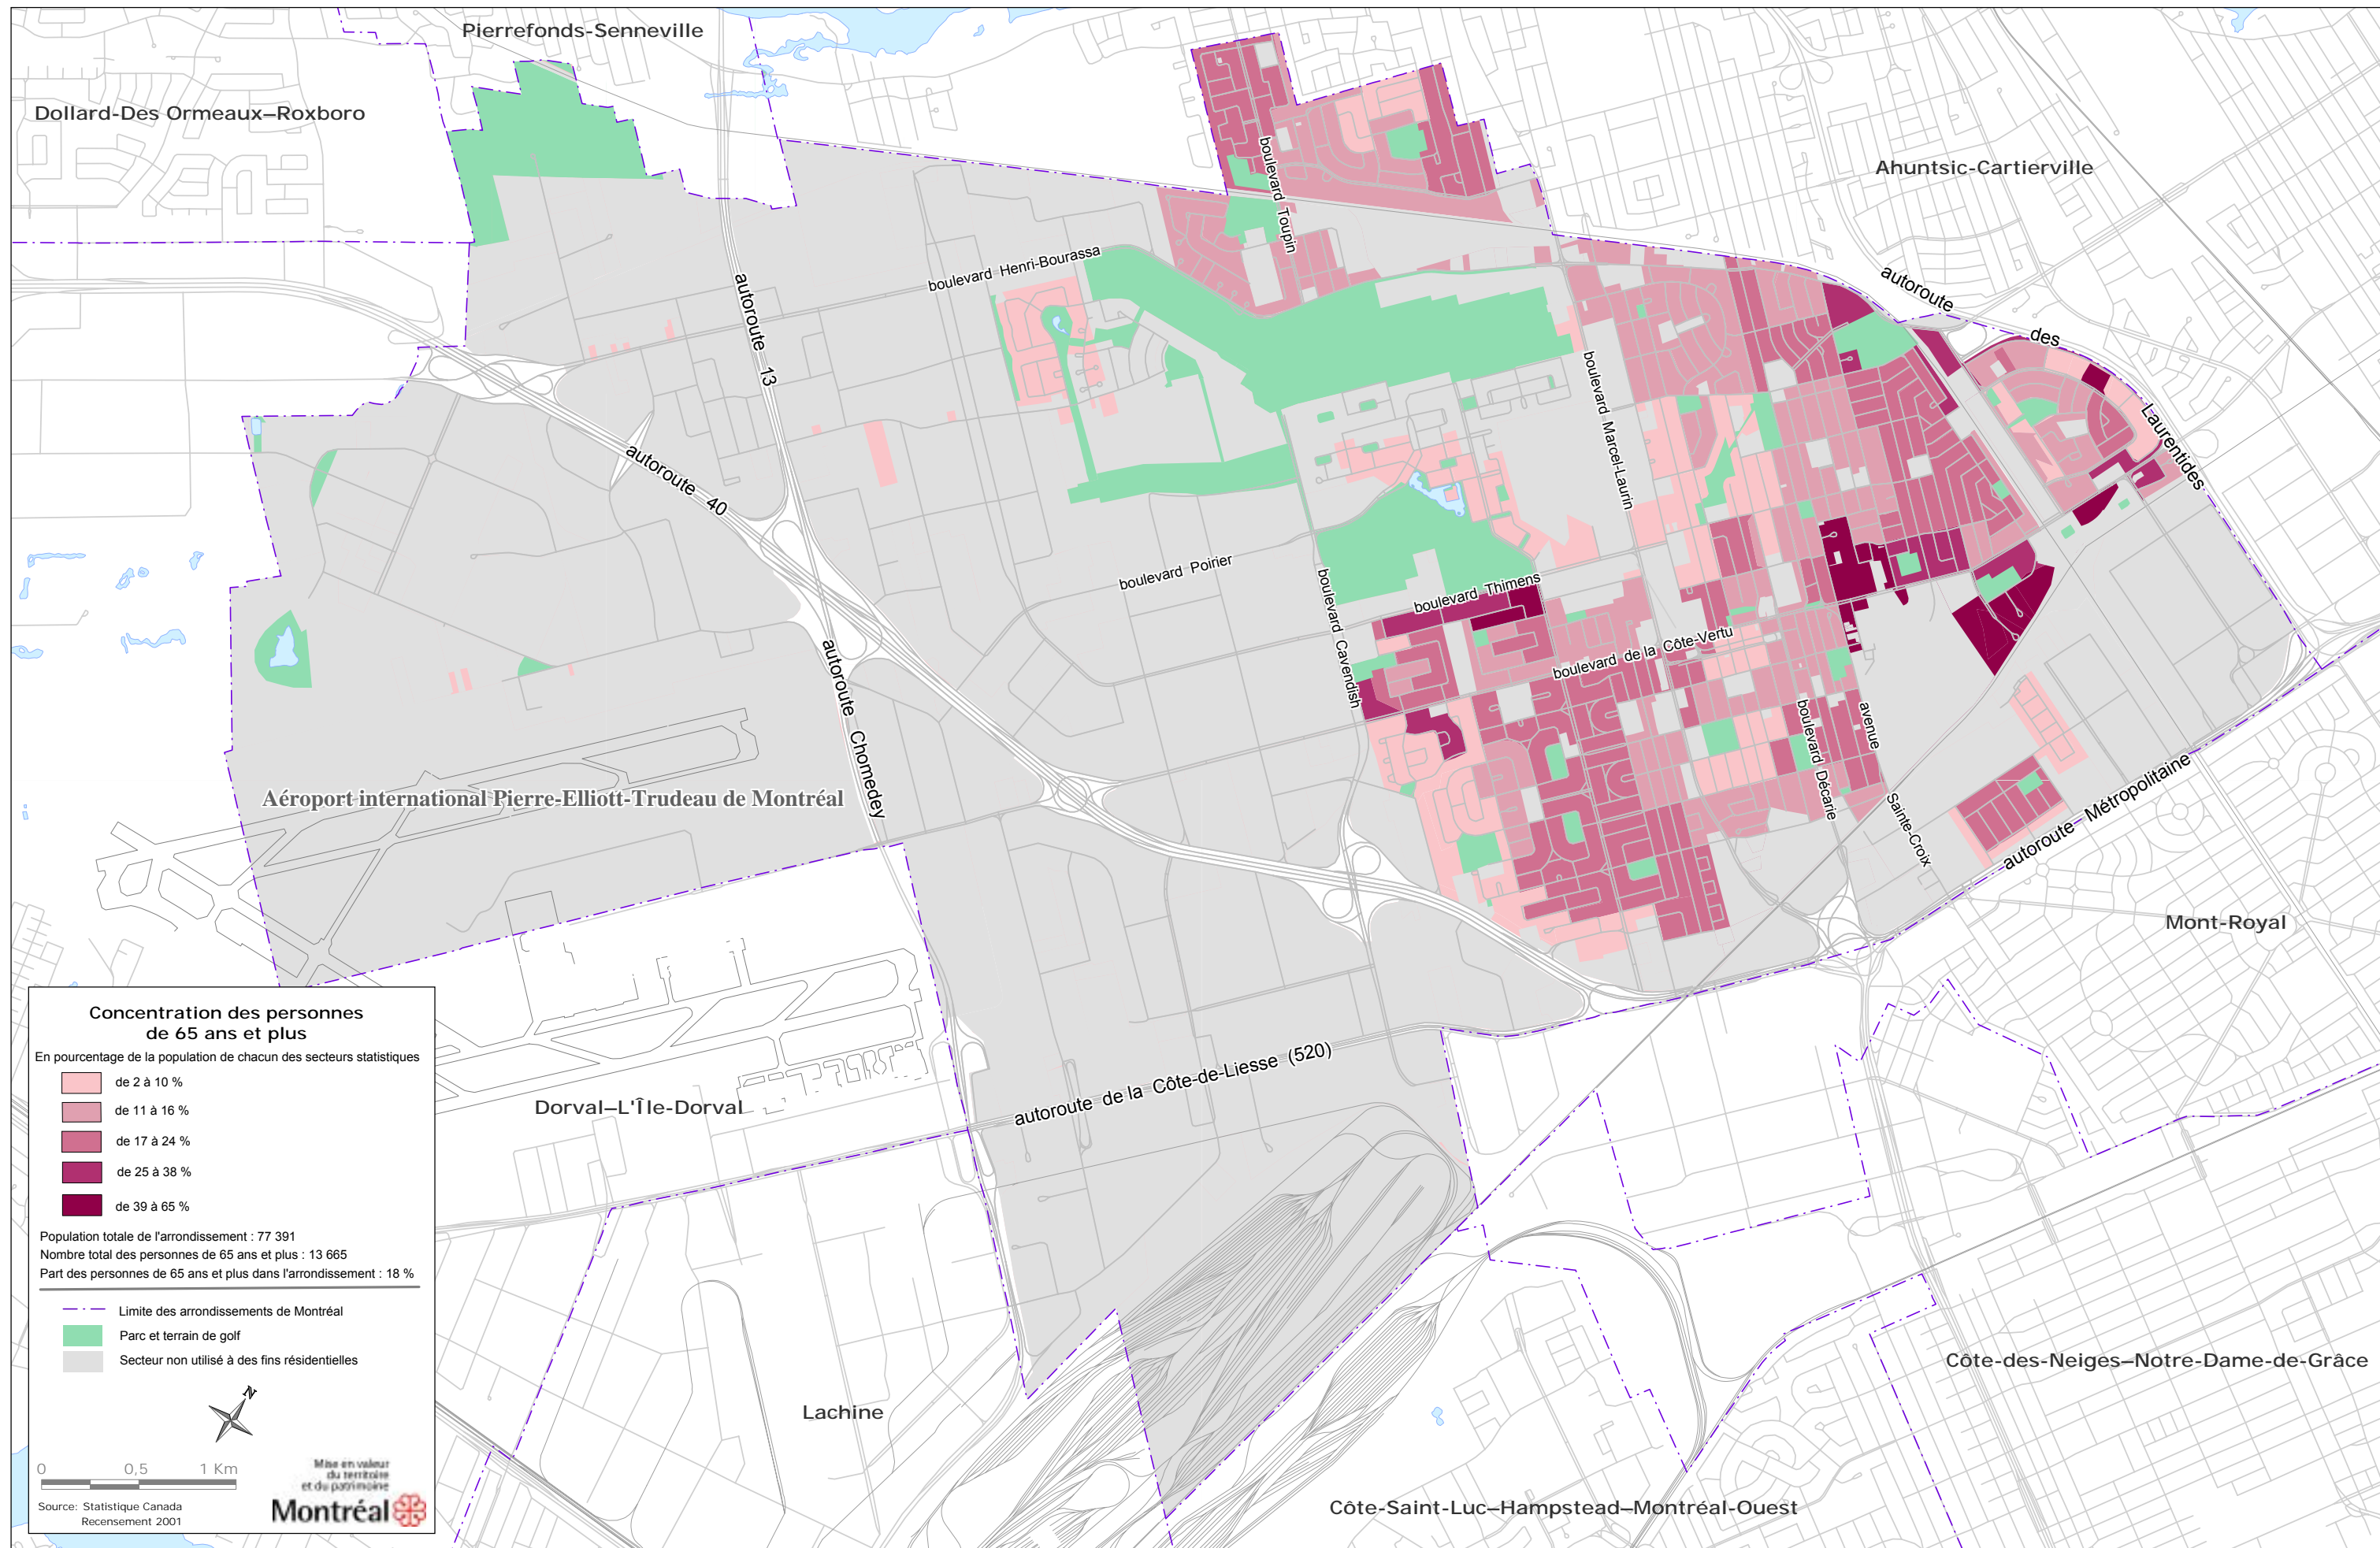 Pierrefonds-Senneville
Dollard-Des Ormeaux–Roxboro
Ahuntsic-Cartierville
boulevard Toupin
boulevard Henri-Bourassa
autoroute 13
autoroute des Laurentides
boulevard Marcel-Laurin
autoroute 40
boulevard Poirier
boulevard Thimens
boulevard Cavendish
boulevard de la Côte-Vertu
autoroute Chomedey
boulevard Décarie
avenue Sainte-Croix
Aéroport international Pierre-Elliott-Trudeau de Montréal
autoroute Métropolitaine
Mont-Royal
autoroute de la Côte-de-Liesse (520)
Dorval–L'Île-Dorval
Lachine
Côte-des-Neiges–Notre-Dame-de-Grâce
Côte-Saint-Luc–Hampstead–Montréal-Ouest
Concentration des personnes
de 65 ans et plus
En pourcentage de la population de chacun des secteurs statistiques
de 2 à 10 %
de 11 à 16 %
de 17 à 24 %
de 25 à 38 %
de 39 à 65 %
Population totale de l'arrondissement : 77 391
Nombre total des personnes de 65 ans et plus : 13 665
Part des personnes de 65 ans et plus dans l'arrondissement : 18 %
Limite des arrondissements de Montréal
Parc et terrain de golf
Secteur non utilisé à des fins résidentielles
N
0 0,5 1 Km
Source: Statistique Canada
Recensement 2001
Mise en valeur
du territoire
et du patrimoine
Montréal